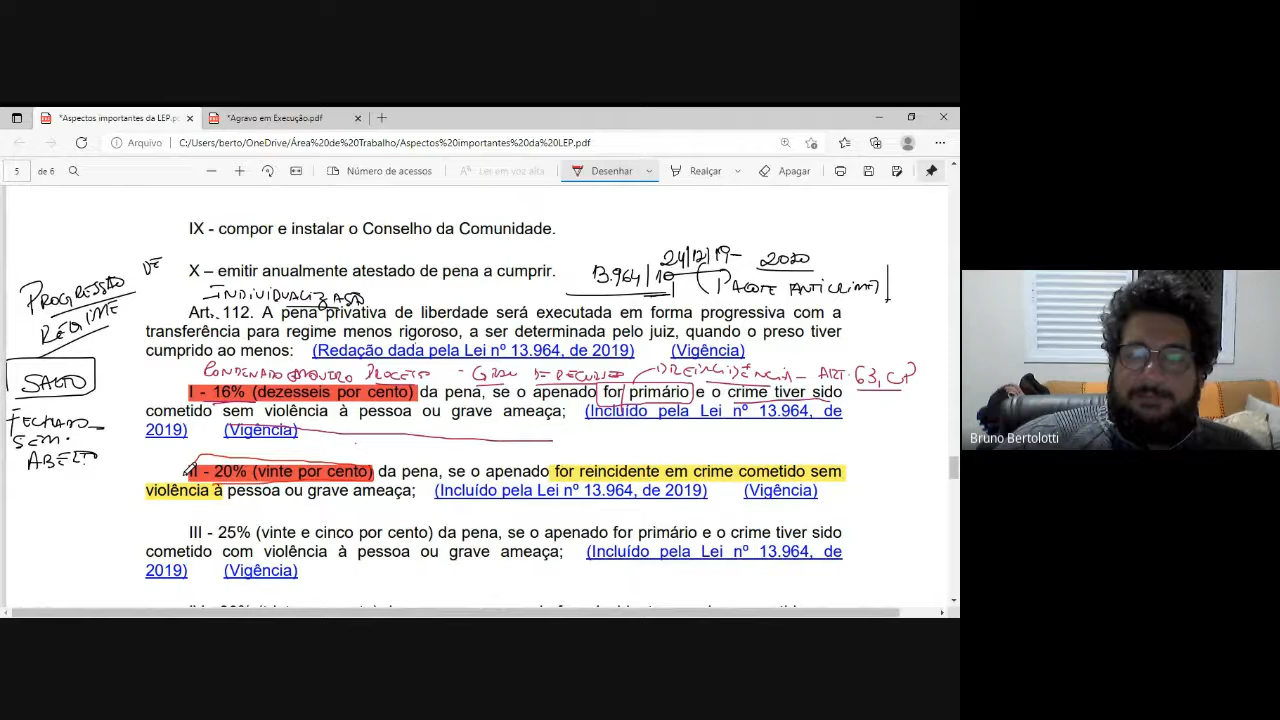 *Aspectos importantes da LEP.pdf
*Agravo em Execução.pdf
Arquivo | C:/Users/berto/OneDrive/Área%20de%20Trabalho/Aspectos%20importantes%20da%20LEP.pdf
5 de 6
Número de acessos
Ler em voz alta
Desenhar
Realçar
Apagar
IX - compor e instalar o Conselho da Comunidade.
24/12/19 - 2020
X – emitir anualmente atestado de pena a cumprir.
13.964/19
PACOTE ANTICRIME
PROGRESSÃO DE
REGIME
Art. 112. A pena privativa de liberdade será executada em forma progressiva com a
transferência para regime menos rigoroso, a ser determinada pelo juiz, quando o preso tiver
cumprido ao menos: (Redação dada pela Lei nº 13.964, de 2019) (Vigência)
CONDENADO PROCESSO - GRAU DE RECURSO
REINCIDÊNCIA - ART. 63, CP
SALTO
I - 16% (dezesseis por cento) da pena, se o apenado for primário e o crime tiver sido
cometido sem violência à pessoa ou grave ameaça; (Incluído pela Lei nº 13.964, de
2019) (Vigência)
FECHADO
SEMI
ABERTO
II - 20% (vinte por cento) da pena, se o apenado for reincidente em crime cometido sem
violência à pessoa ou grave ameaça; (Incluído pela Lei nº 13.964, de 2019) (Vigência)
III - 25% (vinte e cinco por cento) da pena, se o apenado for primário e o crime tiver sido
cometido com violência à pessoa ou grave ameaça; (Incluído pela Lei nº 13.964, de
2019) (Vigência)
Bruno Bertolotti